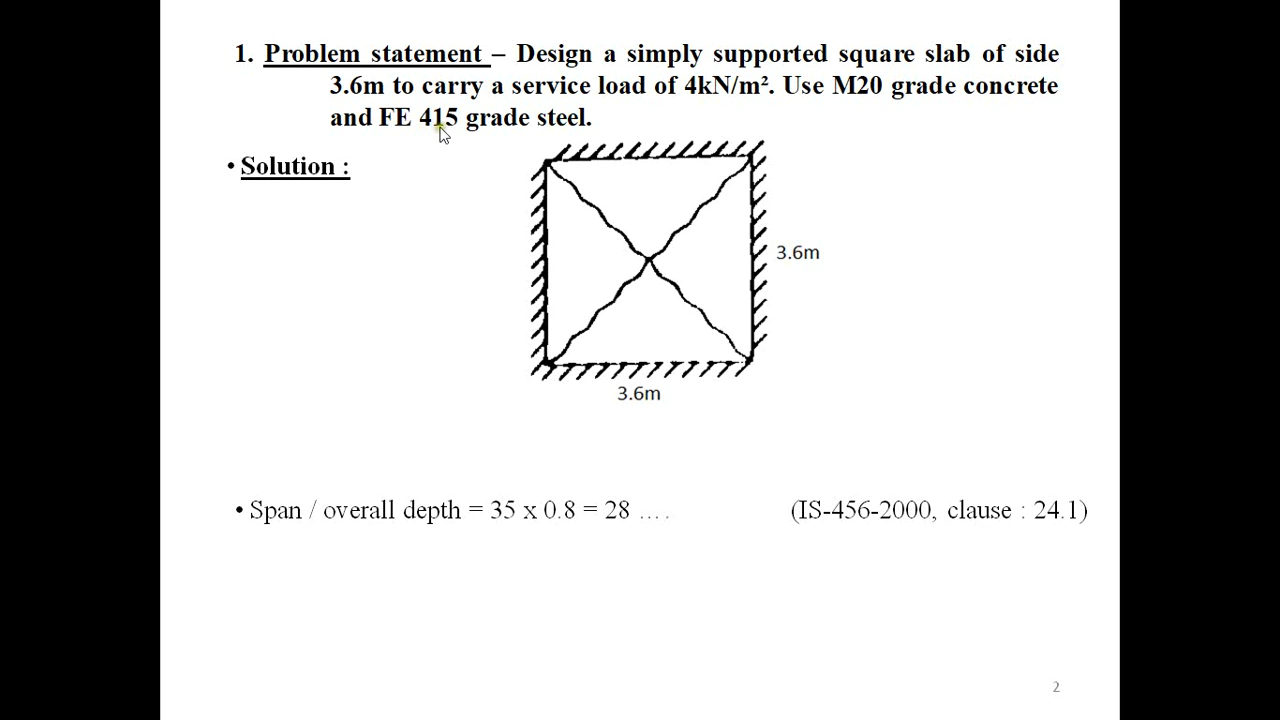 1. Problem statement – Design a simply supported square slab of side
3.6m to carry a service load of 4kN/m². Use M20 grade concrete
and FE 415 grade steel.
• Solution :
3.6m
3.6m
• Span / overall depth = 35 x 0.8 = 28 .... (IS-456-2000, clause : 24.1)
2